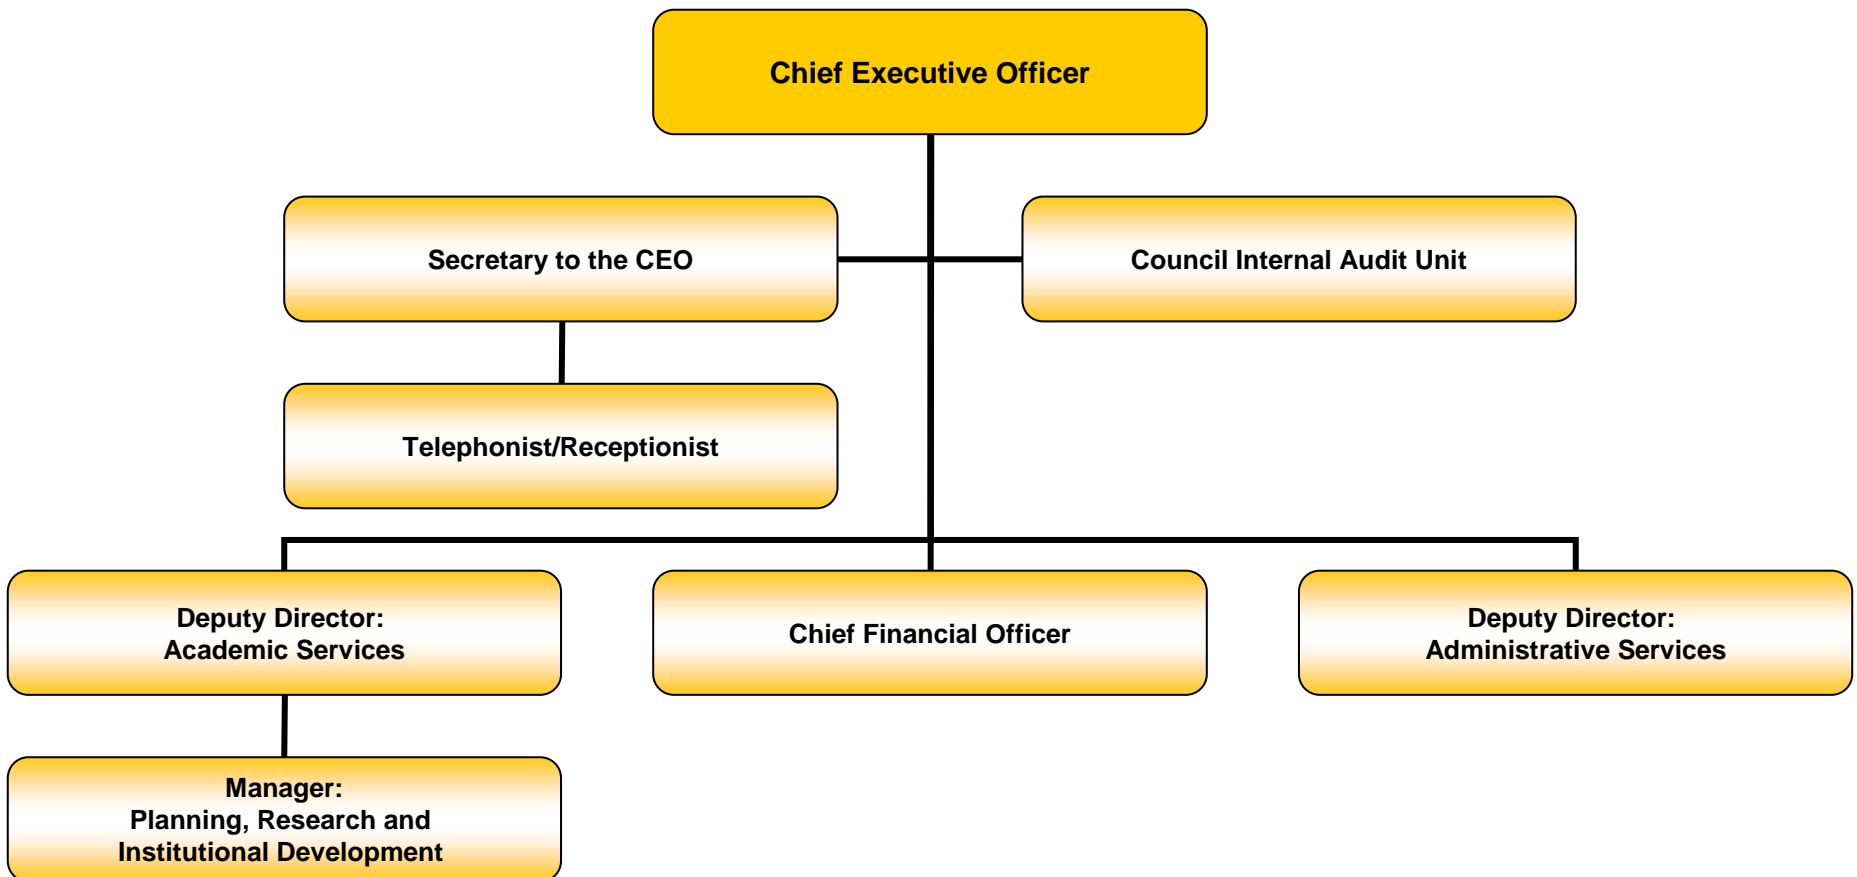 Chief Executive Officer
Secretary to the CEO
Council Internal Audit Unit
Telephonist/Receptionist
Deputy Director:
Academic Services
Chief Financial Officer
Deputy Director:
Administrative Services
Manager:
Planning, Research and
Institutional Development